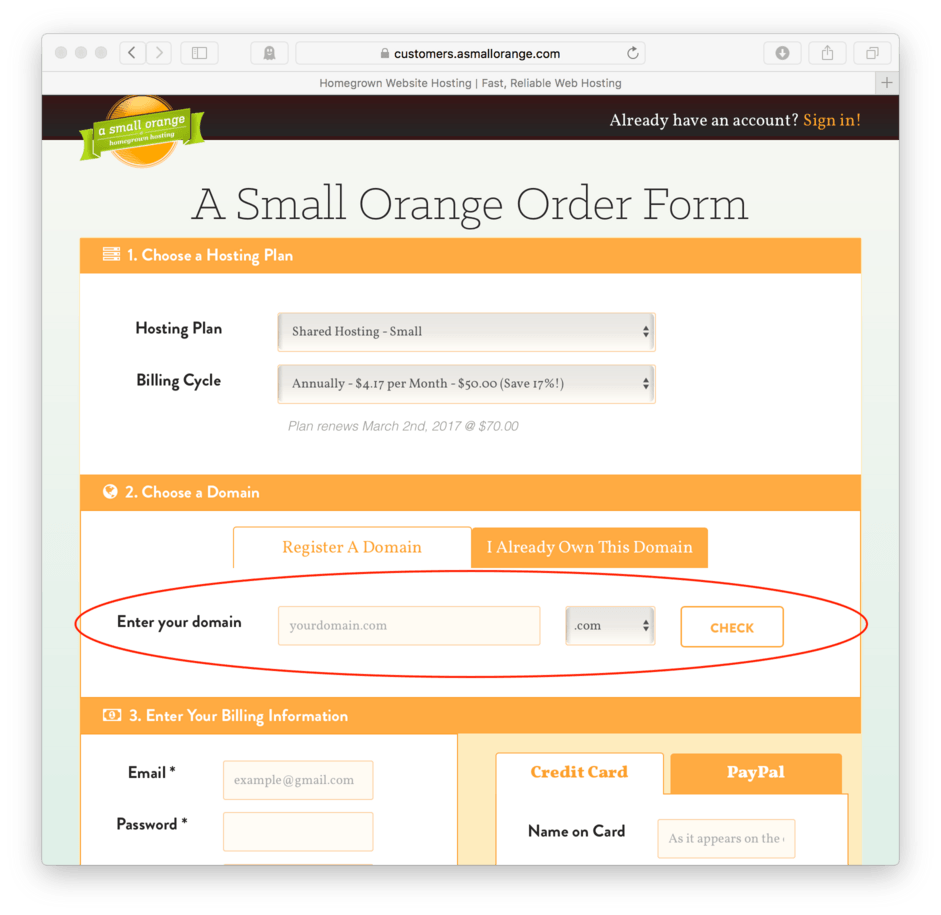 customers.asmallorange.com
Homegrown Website Hosting | Fast, Reliable Web Hosting
a small orange
homegrown hosting
Already have an account? Sign in!
A Small Orange Order Form
1. Choose a Hosting Plan
Hosting Plan
Shared Hosting - Small
Billing Cycle
Annually - $4.17 per Month - $50.00 (Save 17%!)
Plan renews March 2nd, 2017 @ $70.00
2. Choose a Domain
Register A Domain
I Already Own This Domain
Enter your domain
yourdomain.com
.com
CHECK
3. Enter Your Billing Information
Email *
example@gmail.com
Password *
Credit Card
PayPal
Name on Card
As it appears on the